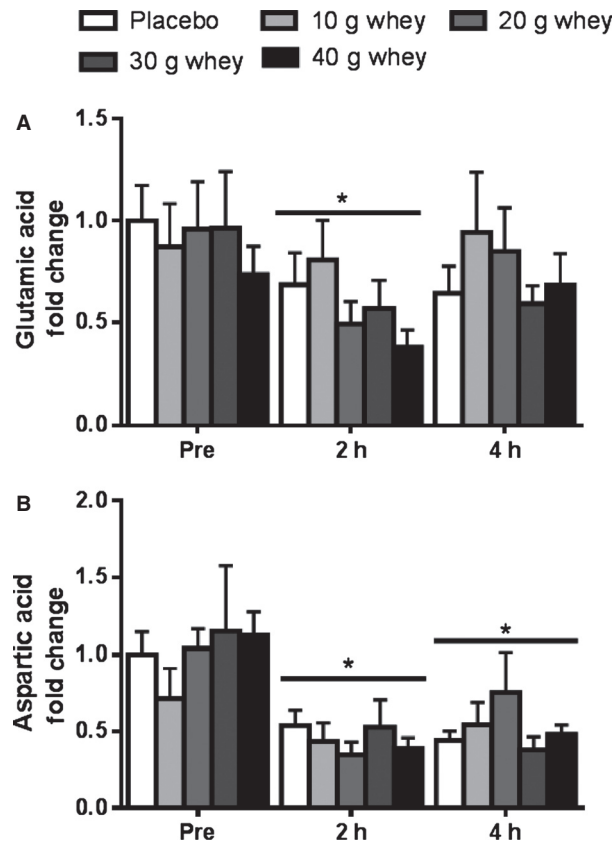 Placebo 10 g whey 20 g whey
30 g whey 40 g whey
A
Glutamic acid
fold change
1.5
1.0
0.5
0.0
*
Pre 2 h 4 h
B
Aspartic acid
fold change
2.0
1.5
1.0
0.5
0.0
*
*
Pre 2 h 4 h